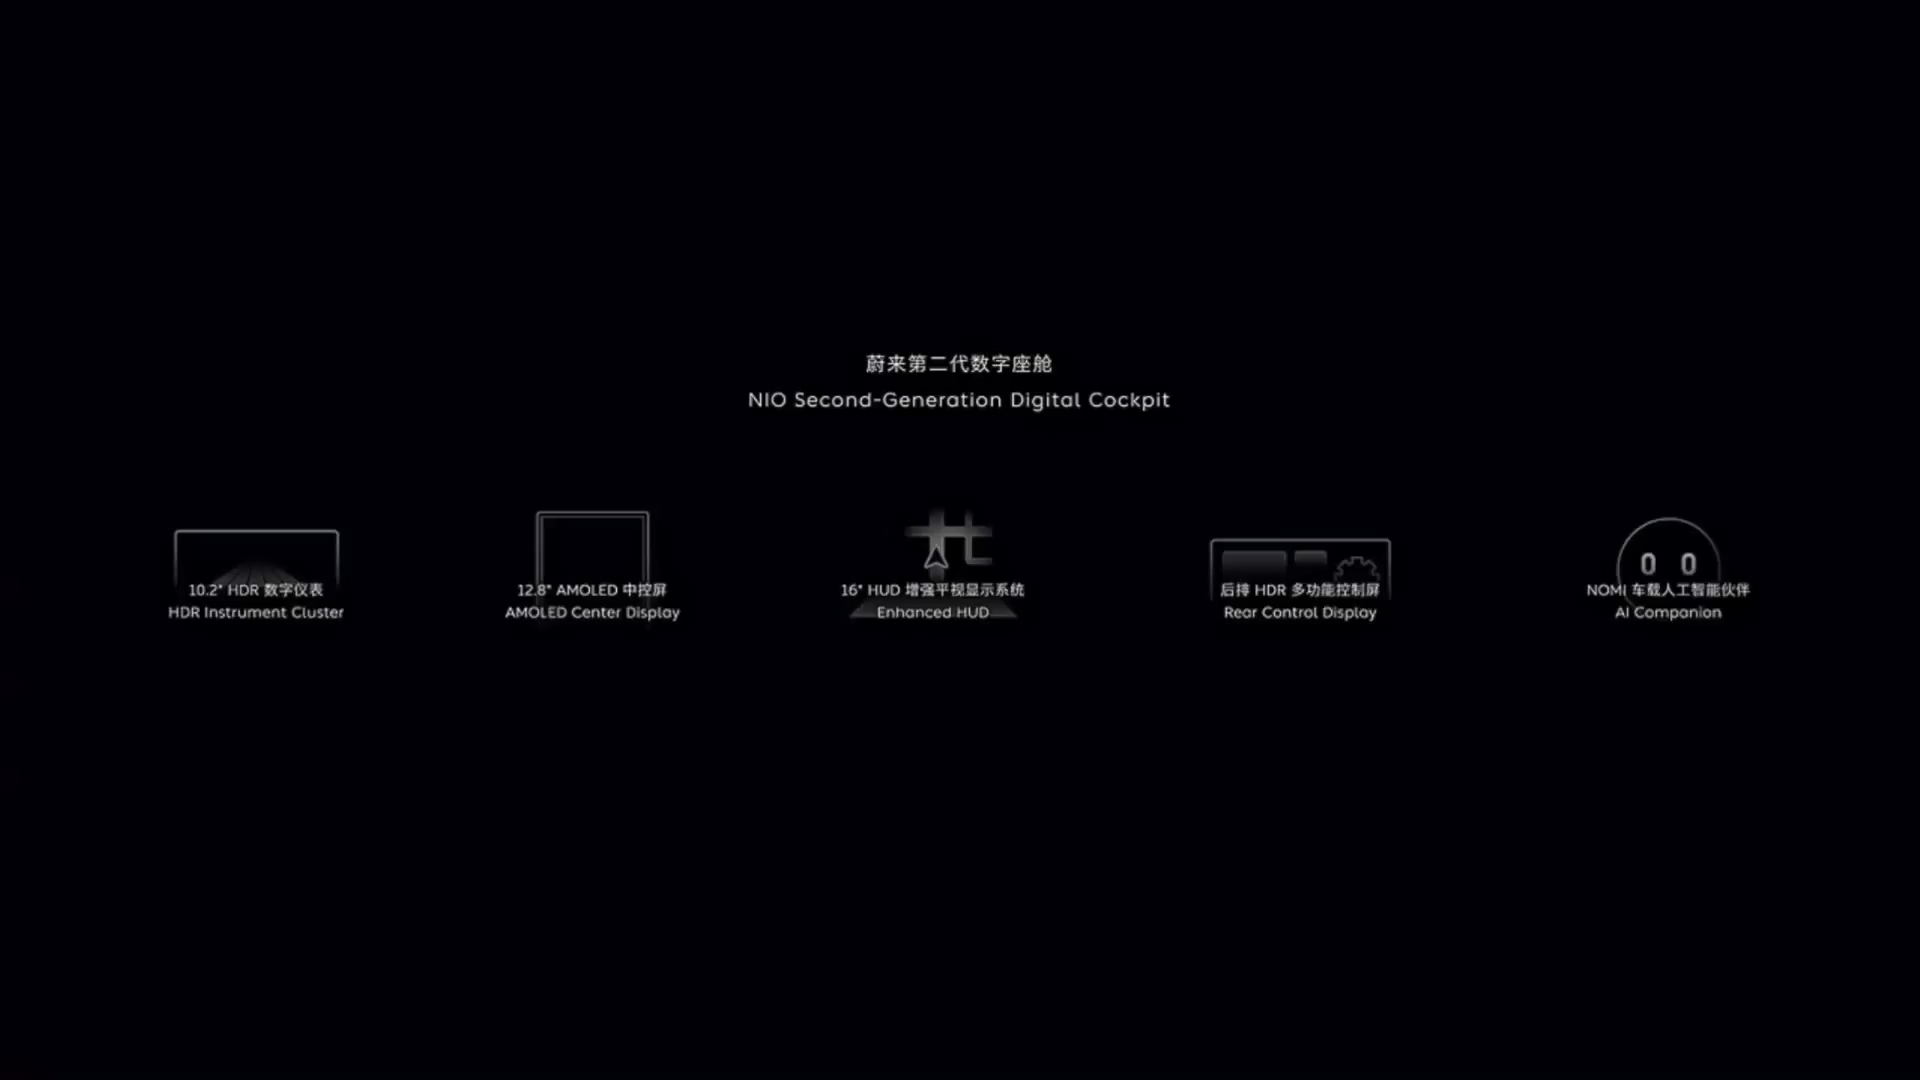 蔚来第二代数字座舱
NIO Second-Generation Digital Cockpit
10.2" HDR 数字仪表
HDR Instrument Cluster
12.8" AMOLED 中控屏
AMOLED Center Display
16" HUD 增强平视显示系统
Enhanced HUD
后排 HDR 多功能控制屏
Rear Control Display
NOMI 车载人工智能伙伴
AI Companion